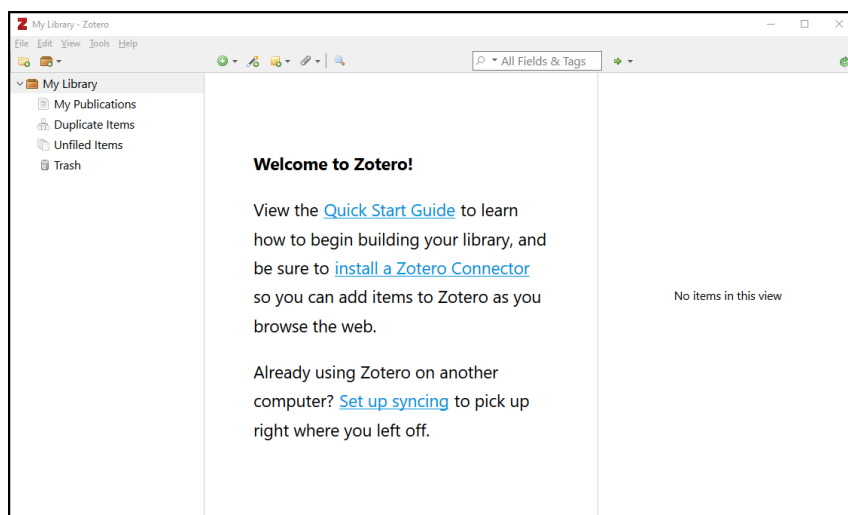 My Library - Zotero
File Edit View Tools Help
All Fields & Tags
My Library
My Publications
Duplicate Items
Unfiled Items
Trash
Welcome to Zotero!
View the Quick Start Guide to learn
how to begin building your library, and
be sure to install a Zotero Connector
so you can add items to Zotero as you
browse the web.
Already using Zotero on another
computer? Set up syncing to pick up
right where you left off.
No items in this view